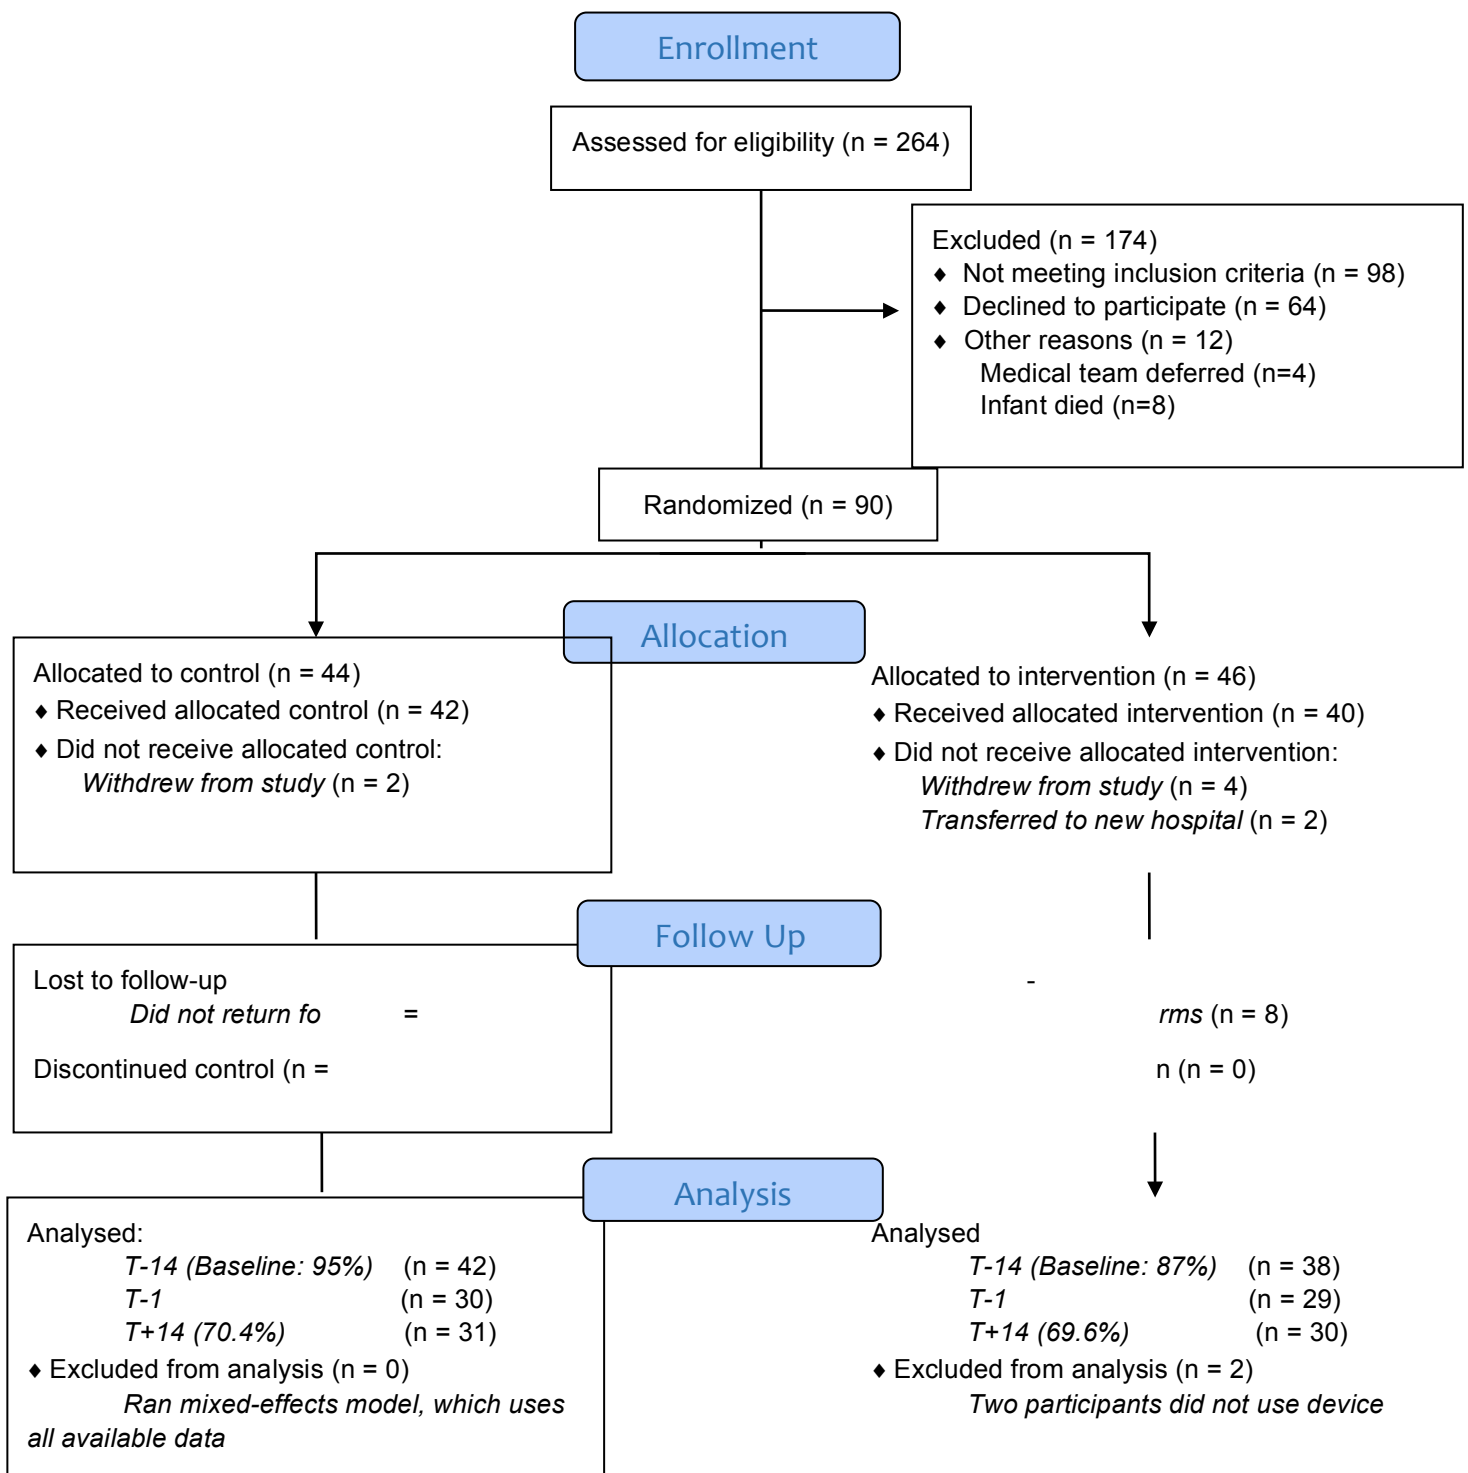 Enrollment
Assessed for eligibility (n = 264)
Excluded (n = 174)
♦ Not meeting inclusion criteria (n = 98)
♦ Declined to participate (n = 64)
♦ Other reasons (n = 12)
Medical team deferred (n=4)
Infant died (n=8)
Randomized (n = 90)
Allocation
Allocated to control (n = 44)
♦ Received allocated control (n = 42)
♦ Did not receive allocated control:
Withdrew from study (n = 2)
Allocated to intervention (n = 46)
♦ Received allocated intervention (n = 40)
♦ Did not receive allocated intervention:
Withdrew from study (n = 4)
Transferred to new hospital (n = 2)
Follow Up
Lost to follow-up
Did not return fo =
Discontinued control (n =
-
rms (n = 8)
n (n = 0)
Analysis
Analysed:
T-14 (Baseline: 95%) (n = 42)
T-1 (n = 30)
T+14 (70.4%) (n = 31)
♦ Excluded from analysis (n = 0)
Ran mixed-effects model, which uses
all available data
Analysed
T-14 (Baseline: 87%) (n = 38)
T-1 (n = 29)
T+14 (69.6%) (n = 30)
♦ Excluded from analysis (n = 2)
Two participants did not use device